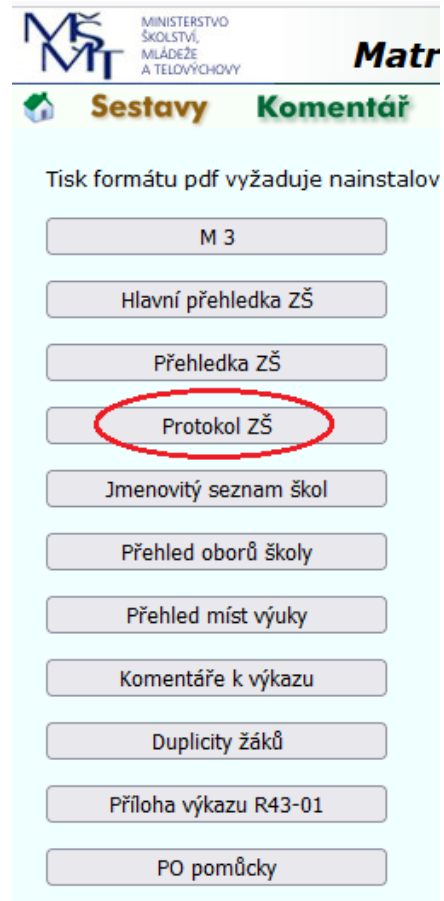 MŠMT
MINISTERSTVO
ŠKOLSTVÍ,
MLÁDEŽE
A TĚLOVÝCHOVY
Matr
Sestavy Komentář
Tisk formátu pdf vyžaduje nainstalov
M 3
Hlavní přehledka ZŠ
Přehledka ZŠ
Protokol ZŠ
Jmenovitý seznam škol
Přehled oborů školy
Přehled míst výuky
Komentáře k výkazu
Duplicity žáků
Příloha výkazu R43-01
PO pomůcky